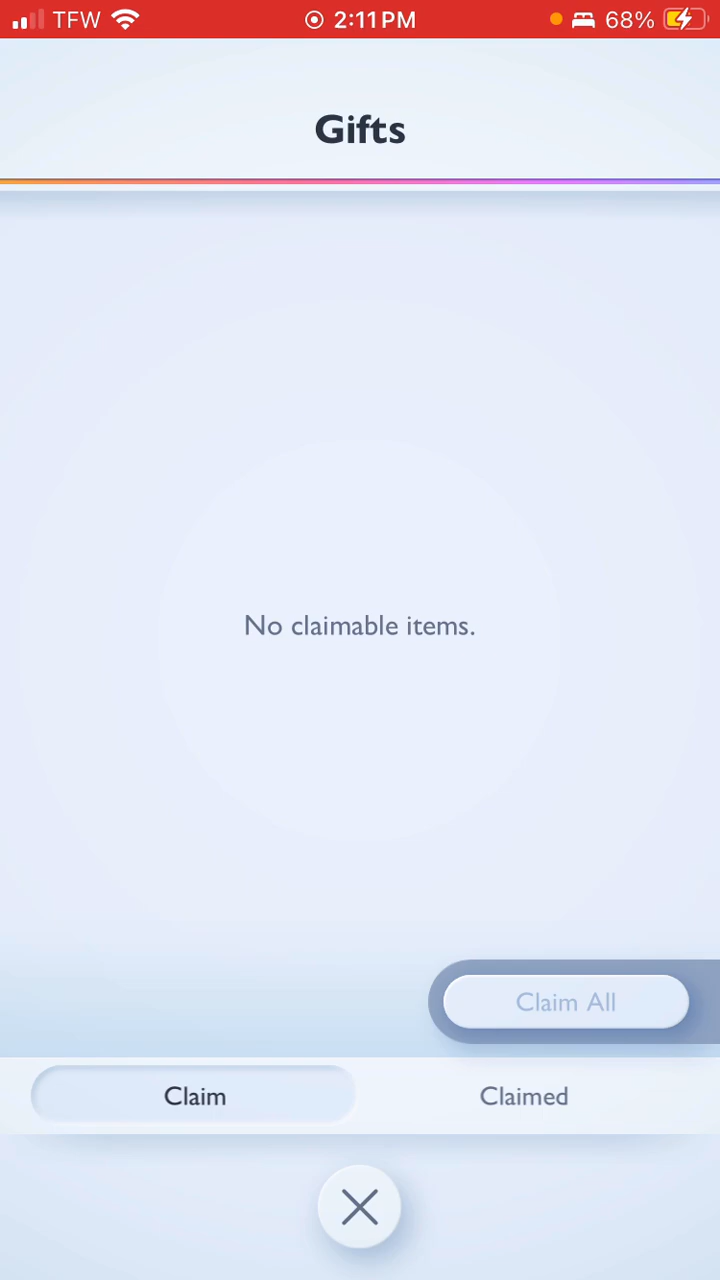 TFW 2:11 PM 68%
Gifts
No claimable items.
Claim All
Claim Claimed